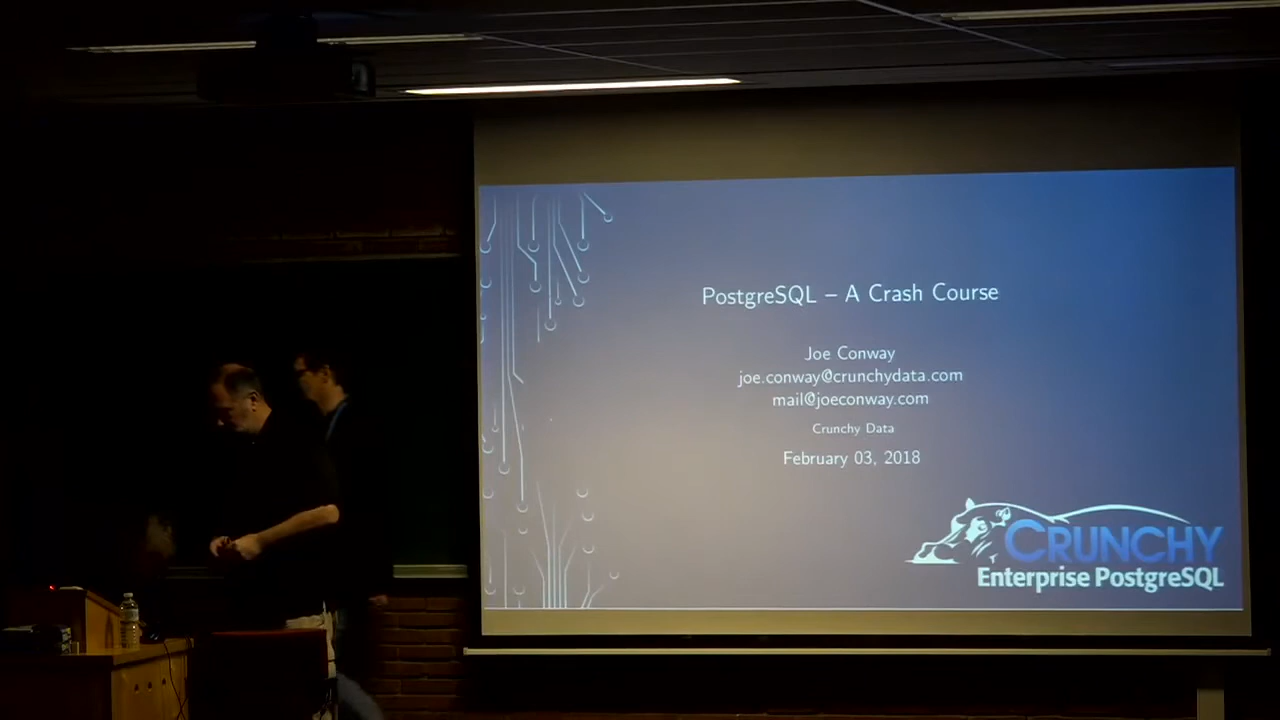 PostgreSQL – A Crash Course
Joe Conway
joe.conway@crunchydata.com
mail@joeconway.com
Crunchy Data
February 03, 2018
CRUNCHY
Enterprise PostgreSQL